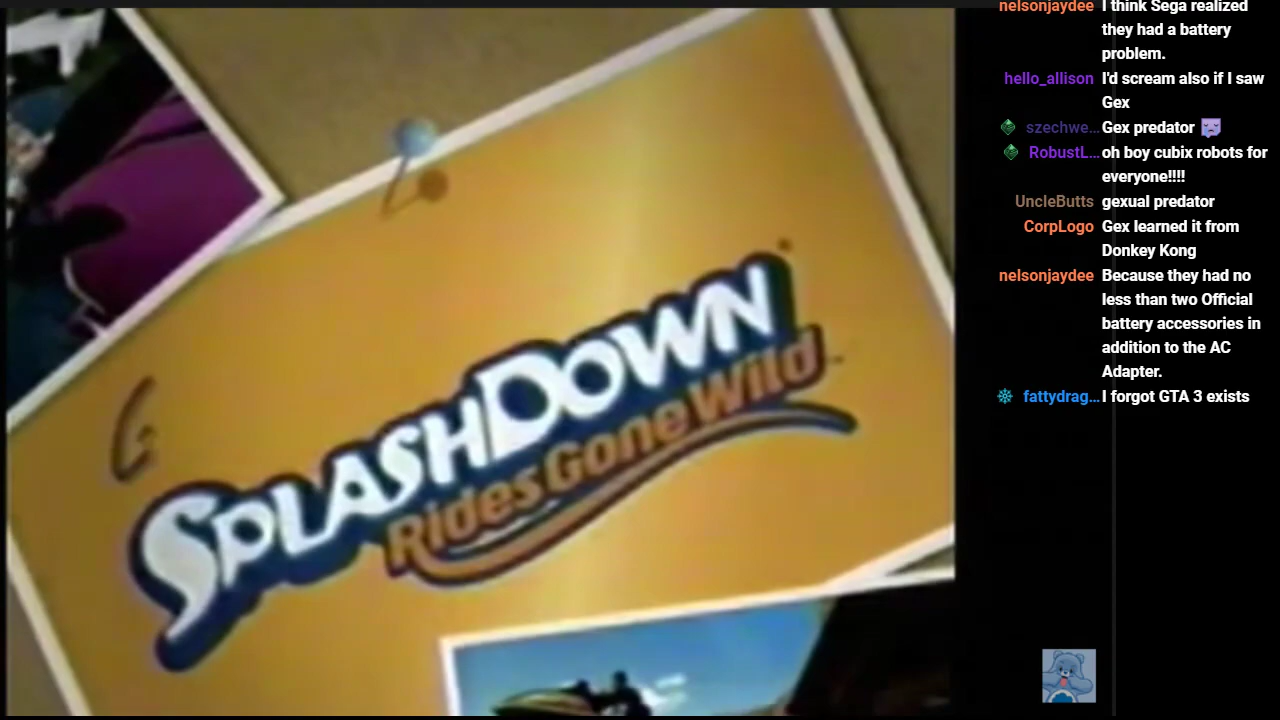 SPLASHDOWN
Rides Gone Wild
nelsonjaydee I think Sega realized
they had a battery
problem.
hello_allison I'd scream also if I saw
Gex
szechwe... Gex predator
RobustL... oh boy cubix robots for
everyone!!!!
UncleButts gexual predator
CorpLogo Gex learned it from
Donkey Kong
nelsonjaydee Because they had no
less than two Official
battery accessories in
addition to the AC
Adapter.
fattydrag... I forgot GTA 3 exists